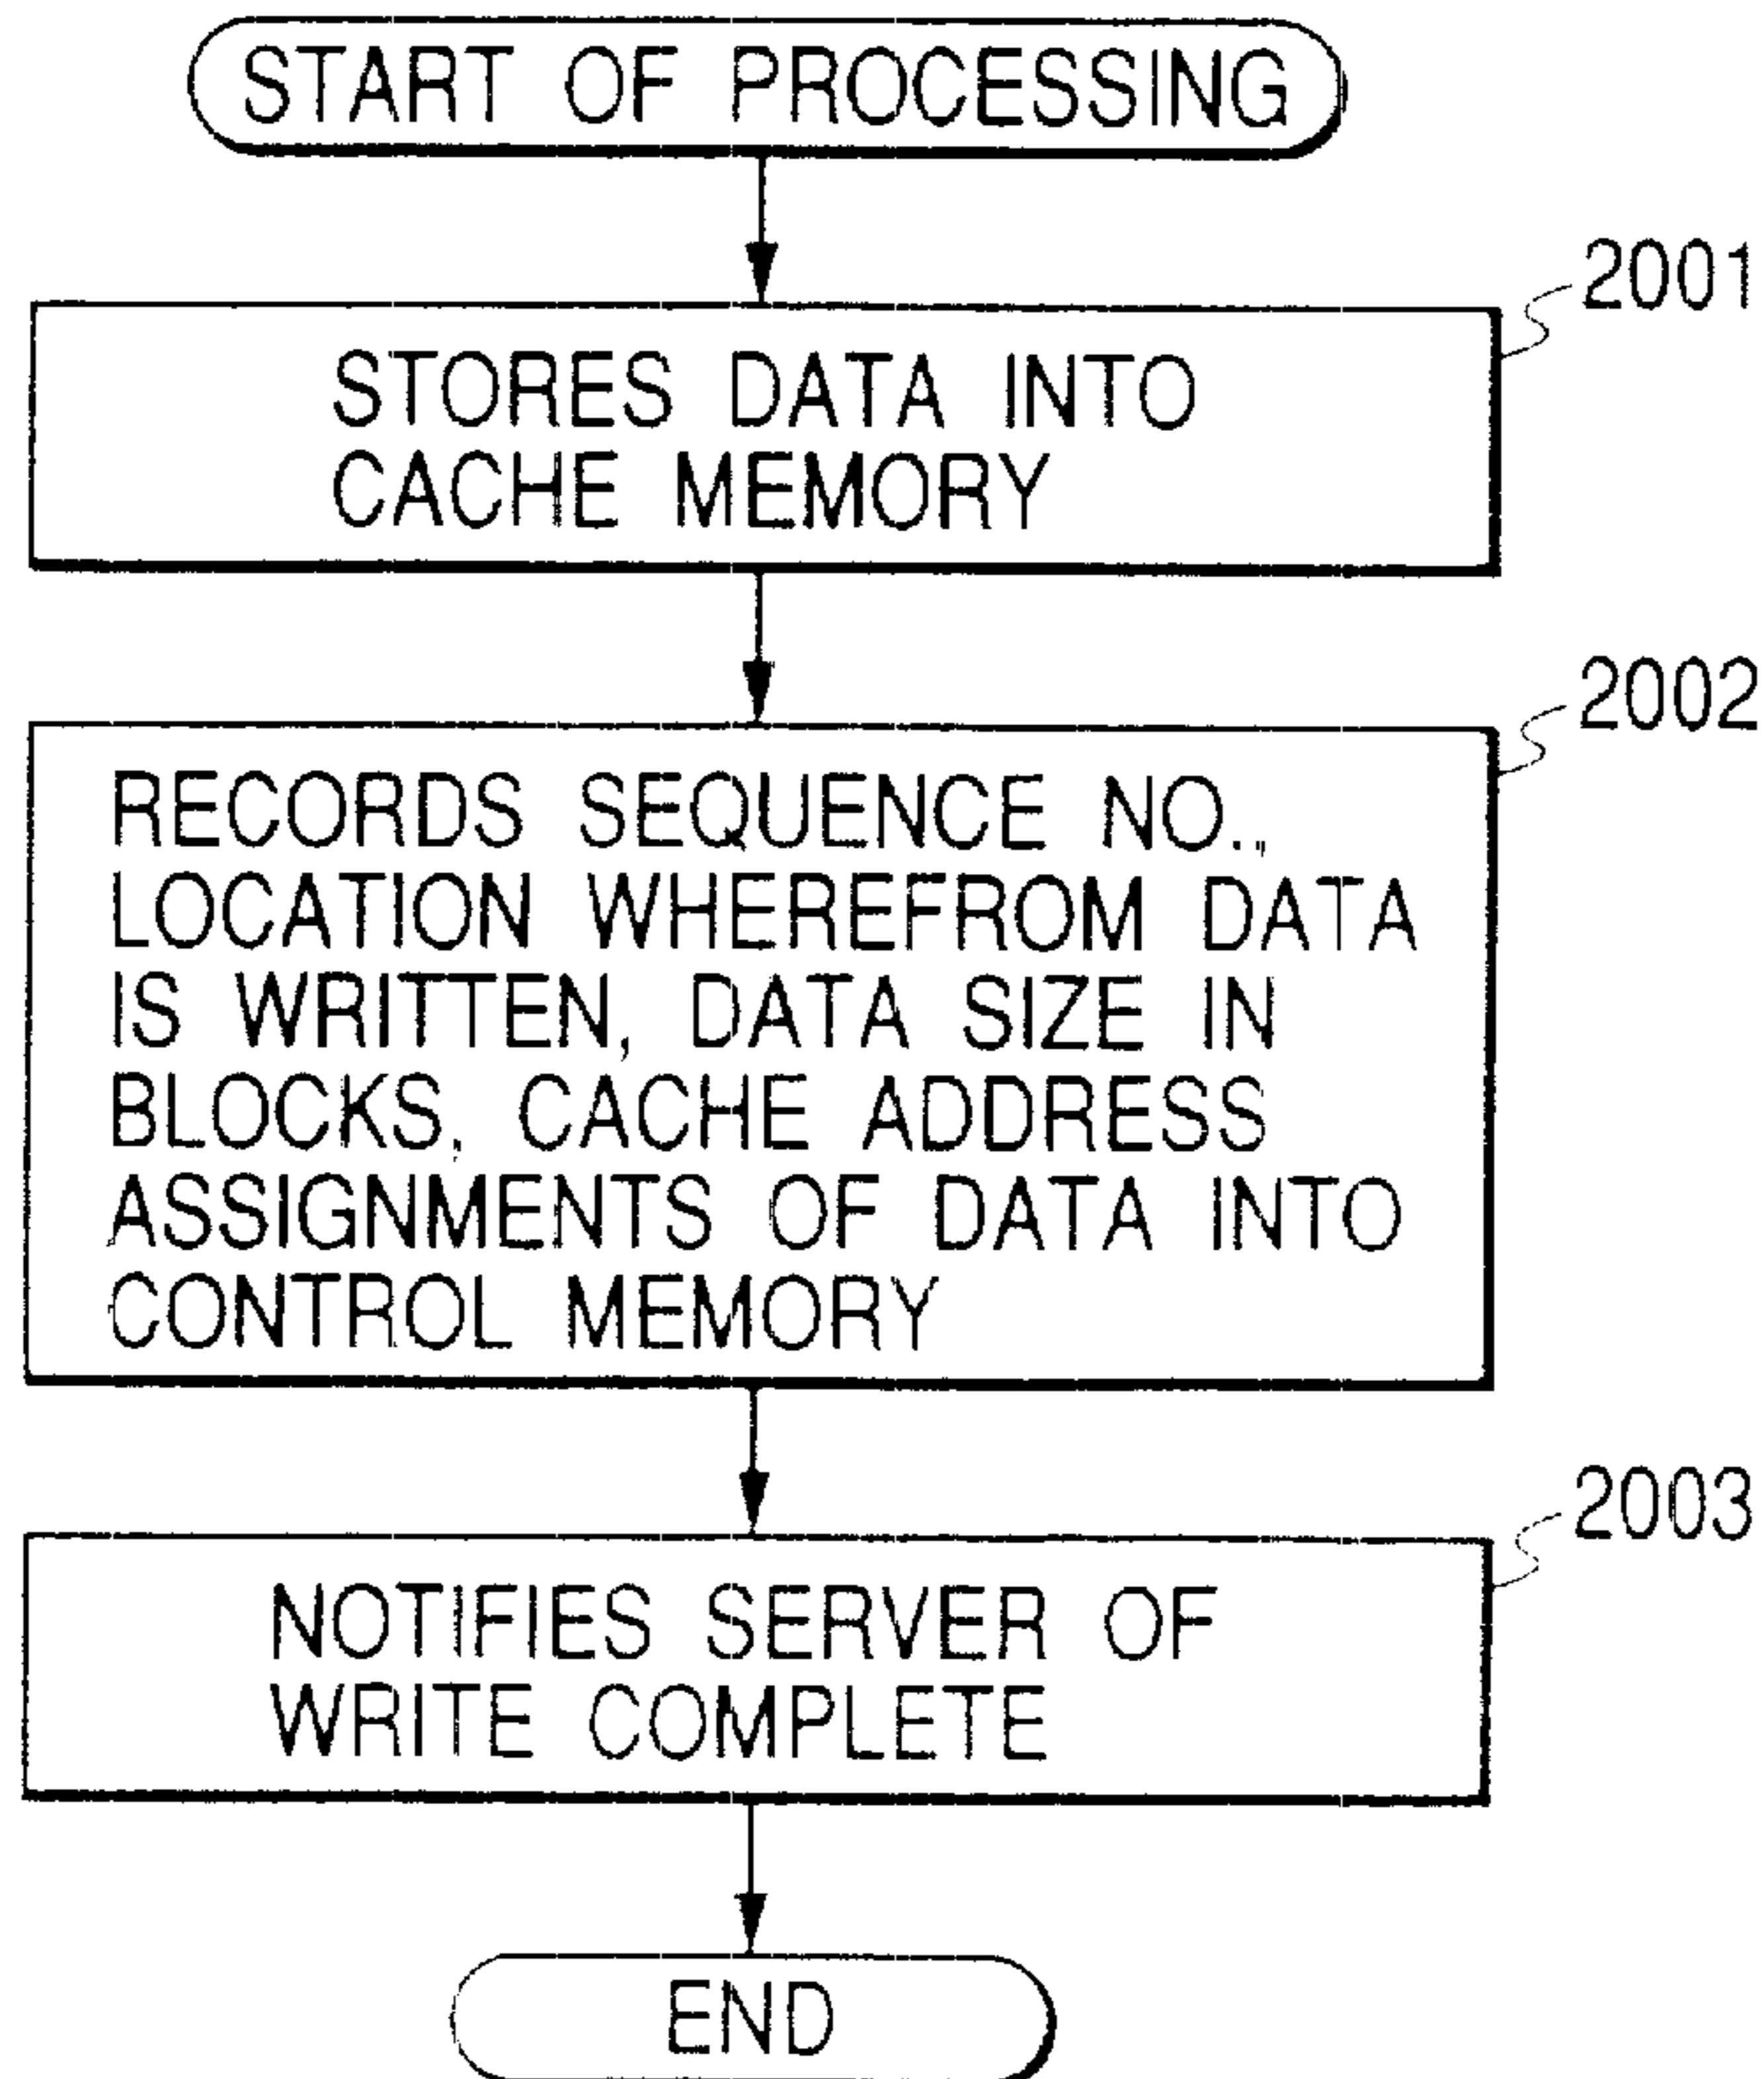 START OF PROCESSING
2001
STORES DATA INTO
CACHE MEMORY
2002
RECORDS SEQUENCE NO.,
LOCATION WHEREFROM DATA
IS WRITTEN, DATA SIZE IN
BLOCKS, CACHE ADDRESS
ASSIGNMENTS OF DATA INTO
CONTROL MEMORY
2003
NOTIFIES SERVER OF
WRITE COMPLETE
END